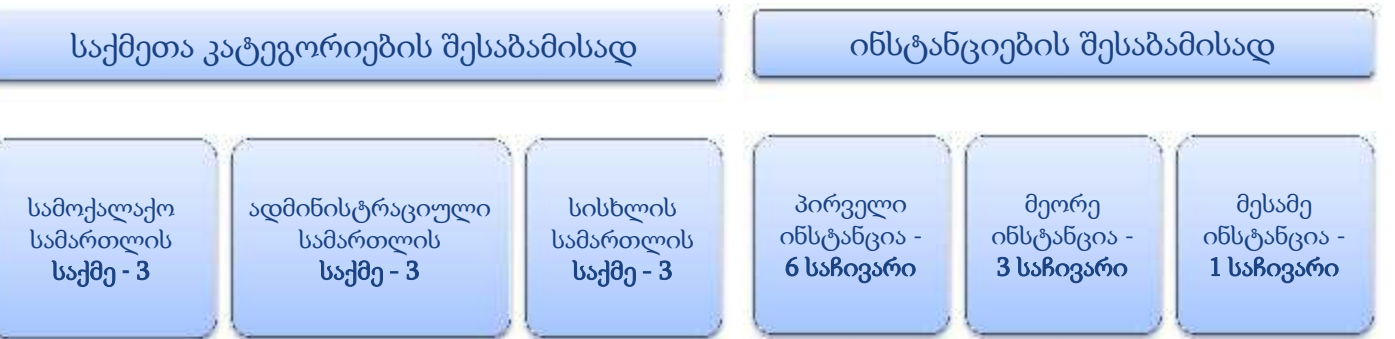 საქმეთა კატეგორიების შესაბამისად
ინსტანციების შესაბამისად
სამოქალაქო
სამართლის
საქმე - 3
ადმინისტრაციული
სამართლის
საქმე - 3
სისხლის
სამართლის
საქმე - 3
პირველი
ინსტანცია -
6 საჩივარი
მეორე
ინსტანცია -
3 საჩივარი
მესამე
ინსტანცია -
1 საჩივარი